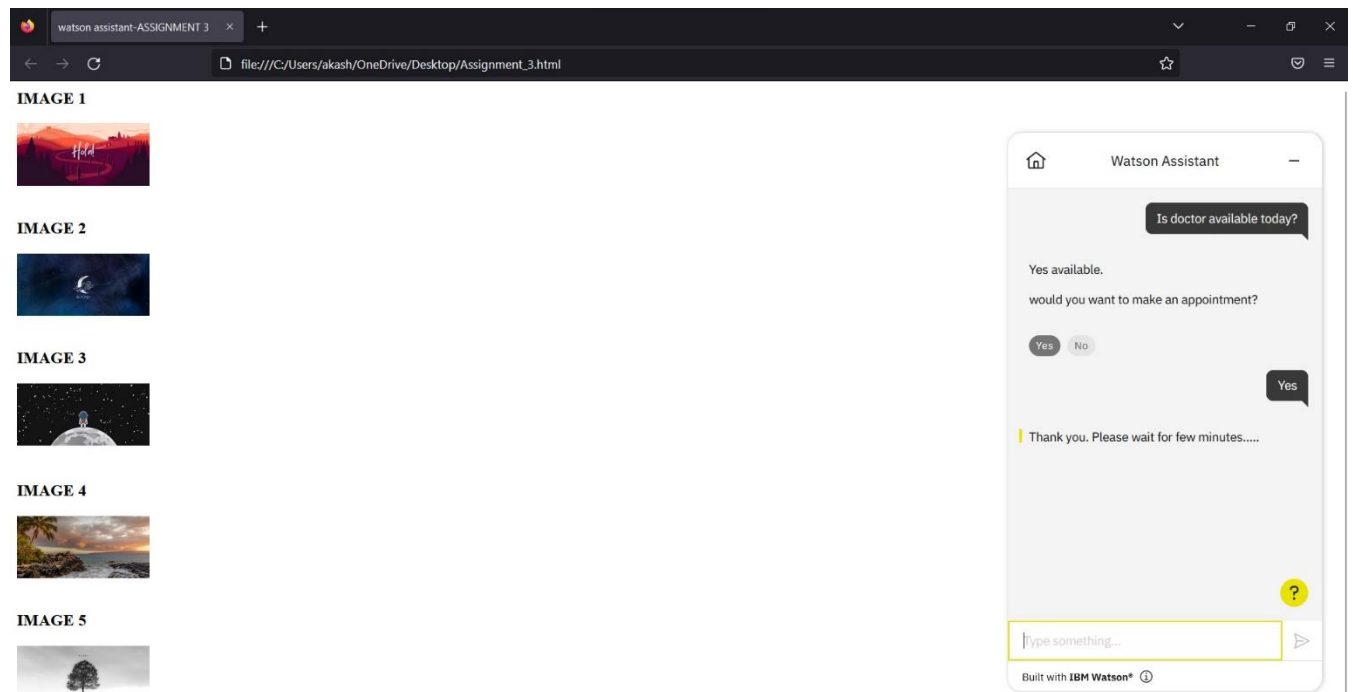 watson assistant-ASSIGNMENT 3
file:///C:/Users/akash/OneDrive/Desktop/Assignment_3.html
IMAGE 1
Hola!
IMAGE 2
IMAGE 3
IMAGE 4
IMAGE 5
Watson Assistant
Is doctor available today?
Yes available.
would you want to make an appointment?
Yes No
Yes
Thank you. Please wait for few minutes.....
?
Type something...
Built with IBM Watson®